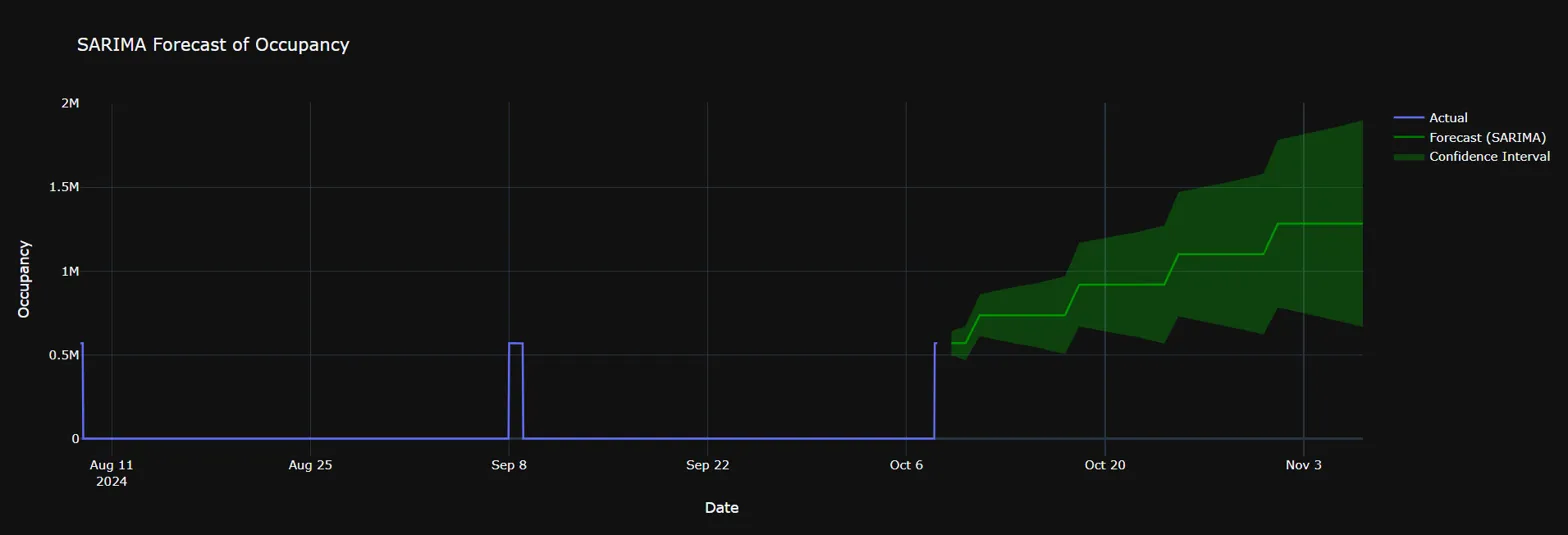 SARIMA Forecast of Occupancy
2M
1.5M
1M
0.5M
0
Occupancy
Aug 11
2024
Aug 25
Sep 8
Sep 22
Oct 6
Oct 20
Nov 3
Date
Actual
Forecast (SARIMA)
Confidence Interval